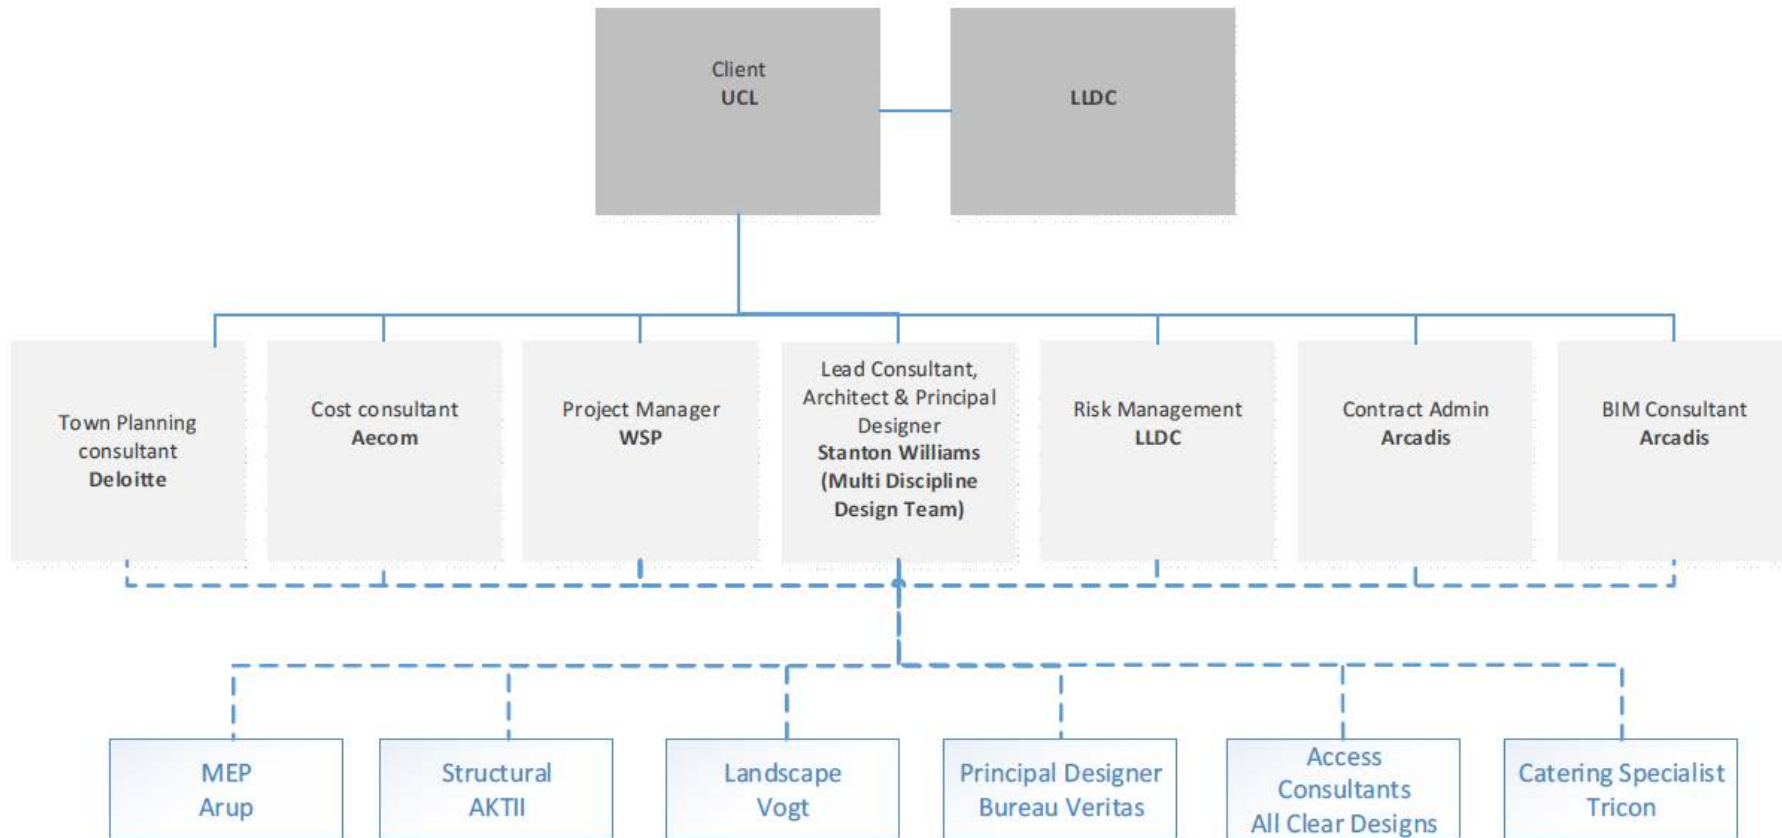 Client
UCL
LLDC
Town Planning
consultant
Deloitte
Cost consultant
Aecom
Project Manager
WSP
Lead Consultant,
Architect & Principal
Designer
Stanton Williams
(Multi Discipline
Design Team)
Risk Management
LLDC
Contract Admin
Arcadis
BIM Consultant
Arcadis
MEP
Arup
Structural
AKTII
Landscape
Vogt
Principal Designer
Bureau Veritas
Access
Consultants
All Clear Designs
Catering Specialist
Tricon